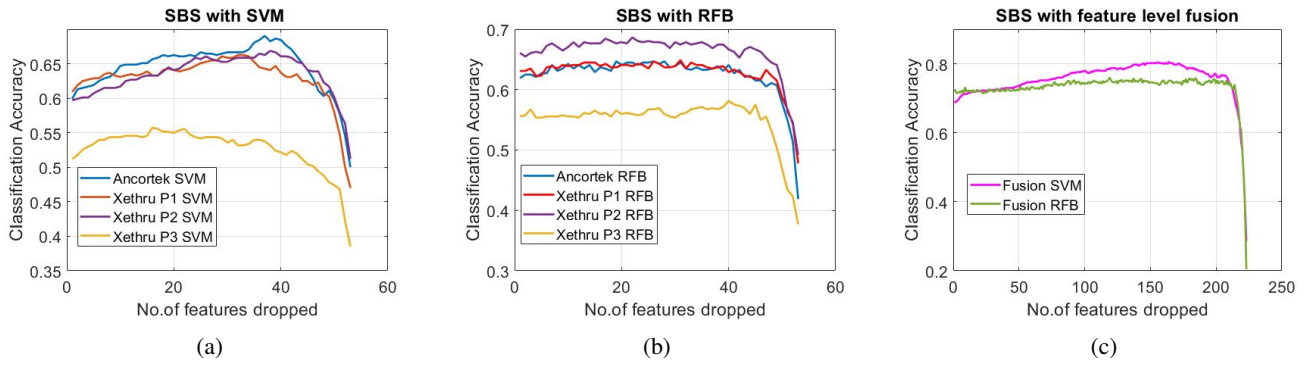 SBS with SVM
Classification Accuracy
0.65
0.6
0.55
0.5
0.45
0.4
0.35
Ancortek SVM
Xethru P1 SVM
Xethru P2 SVM
Xethru P3 SVM
0 20 40 60
No.of features dropped
(a)
SBS with RFB
Classification Accuracy
0.7
0.6
0.5
0.4
0.3
Ancortek RFB
Xethru P1 RFB
Xethru P2 RFB
Xethru P3 RFB
0 20 40 60
No.of features dropped
(b)
SBS with feature level fusion
Classification Accuracy
0.8
0.6
0.4
0.2
Fusion SVM
Fusion RFB
0 50 100 150 200 250
No.of features dropped
(c)